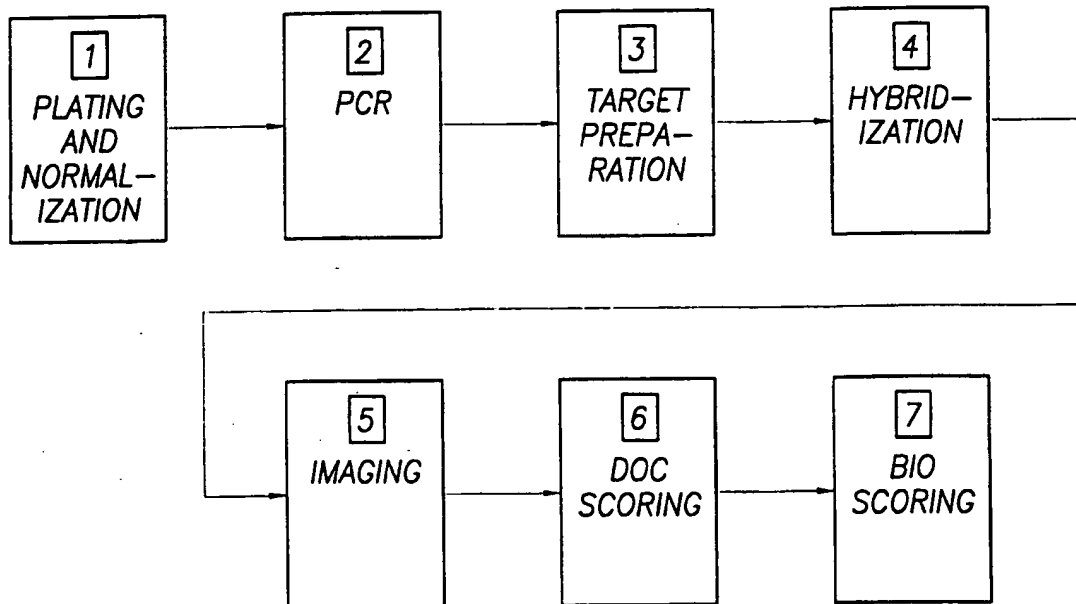 1
PLATING
AND
NORMAL-
IZATION
2
PCR
3
TARGET
PREPA-
RATION
4
HYBRID-
IZATION
5
IMAGING
6
DOC
SCORING
7
BIO
SCORING